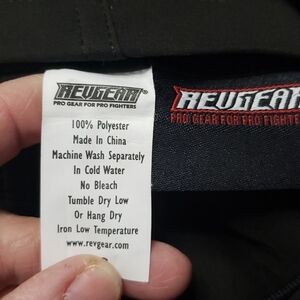 REVGEAR®
PRO GEAR FOR PRO FIGHTERS
100% Polyester
Made In China
Machine Wash Separately
In Cold Water
No Bleach
Tumble Dry Low
Or Hang Dry
Iron Low Temperature
www.revgear.com
REVGEAR
PRO GEAR FOR PRO FIGHTE